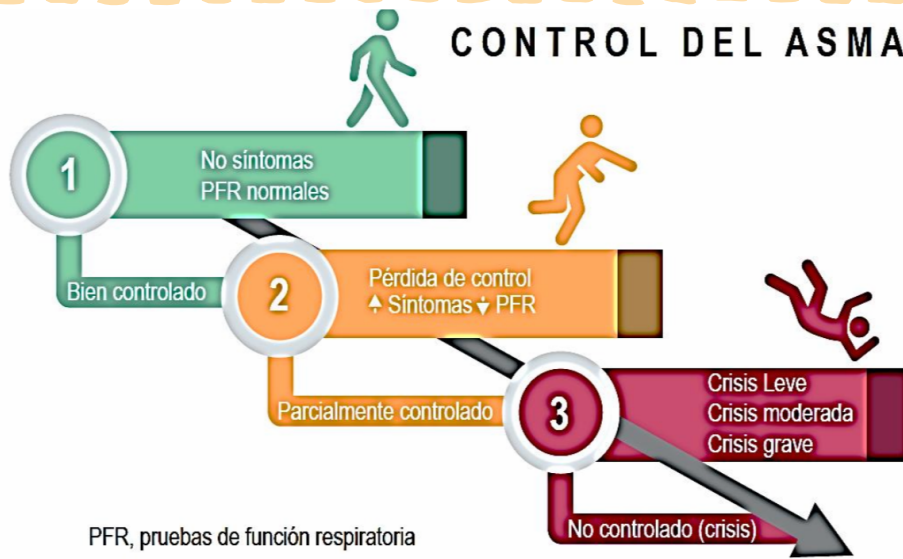 CONTROL DEL ASMA
1
No síntomas
PFR normales
Bien controlado
2
Pérdida de control
↑ Síntomas ↓ PFR
Parcialmente controlado
3
Crisis Leve
Crisis moderada
Crisis grave
No controlado (crisis)
PFR, pruebas de función respiratoria